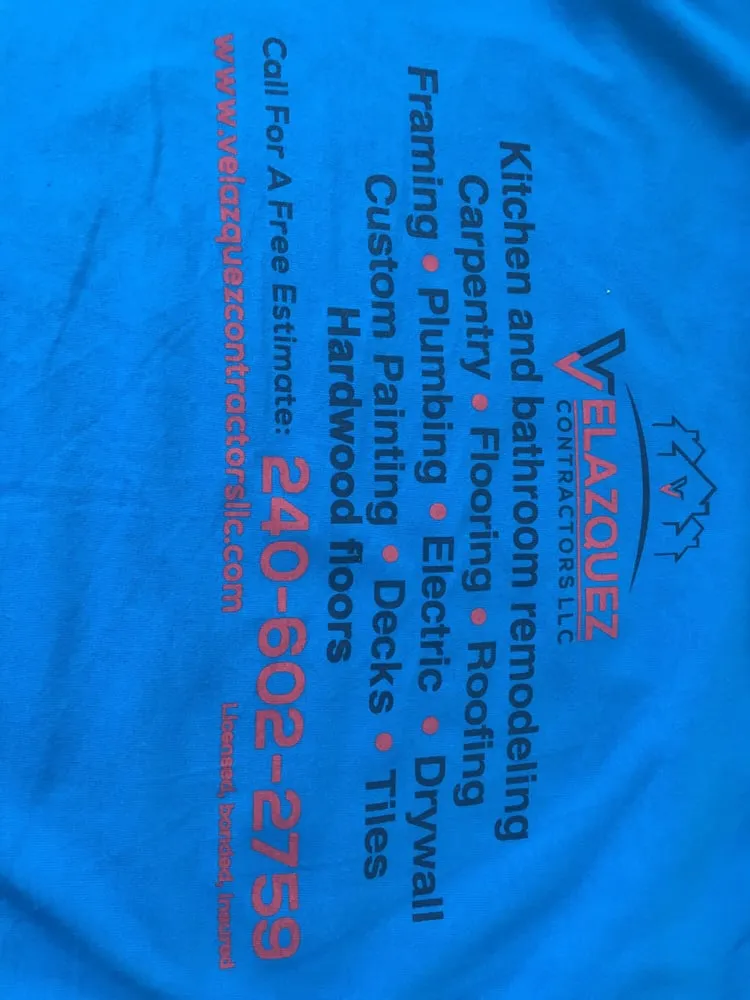 VELAZQUEZ
CONTRACTORS LLC
Kitchen and bathroom remodeling
Carpentry • Flooring • Roofing
Framing • Plumbing • Electric • Drywall
Custom Painting • Decks • Tiles
Hardwood floors
Call For A Free Estimate: 240-602-2759
www.velazquezcontractorsllc.com Licensed, bonded, Insured